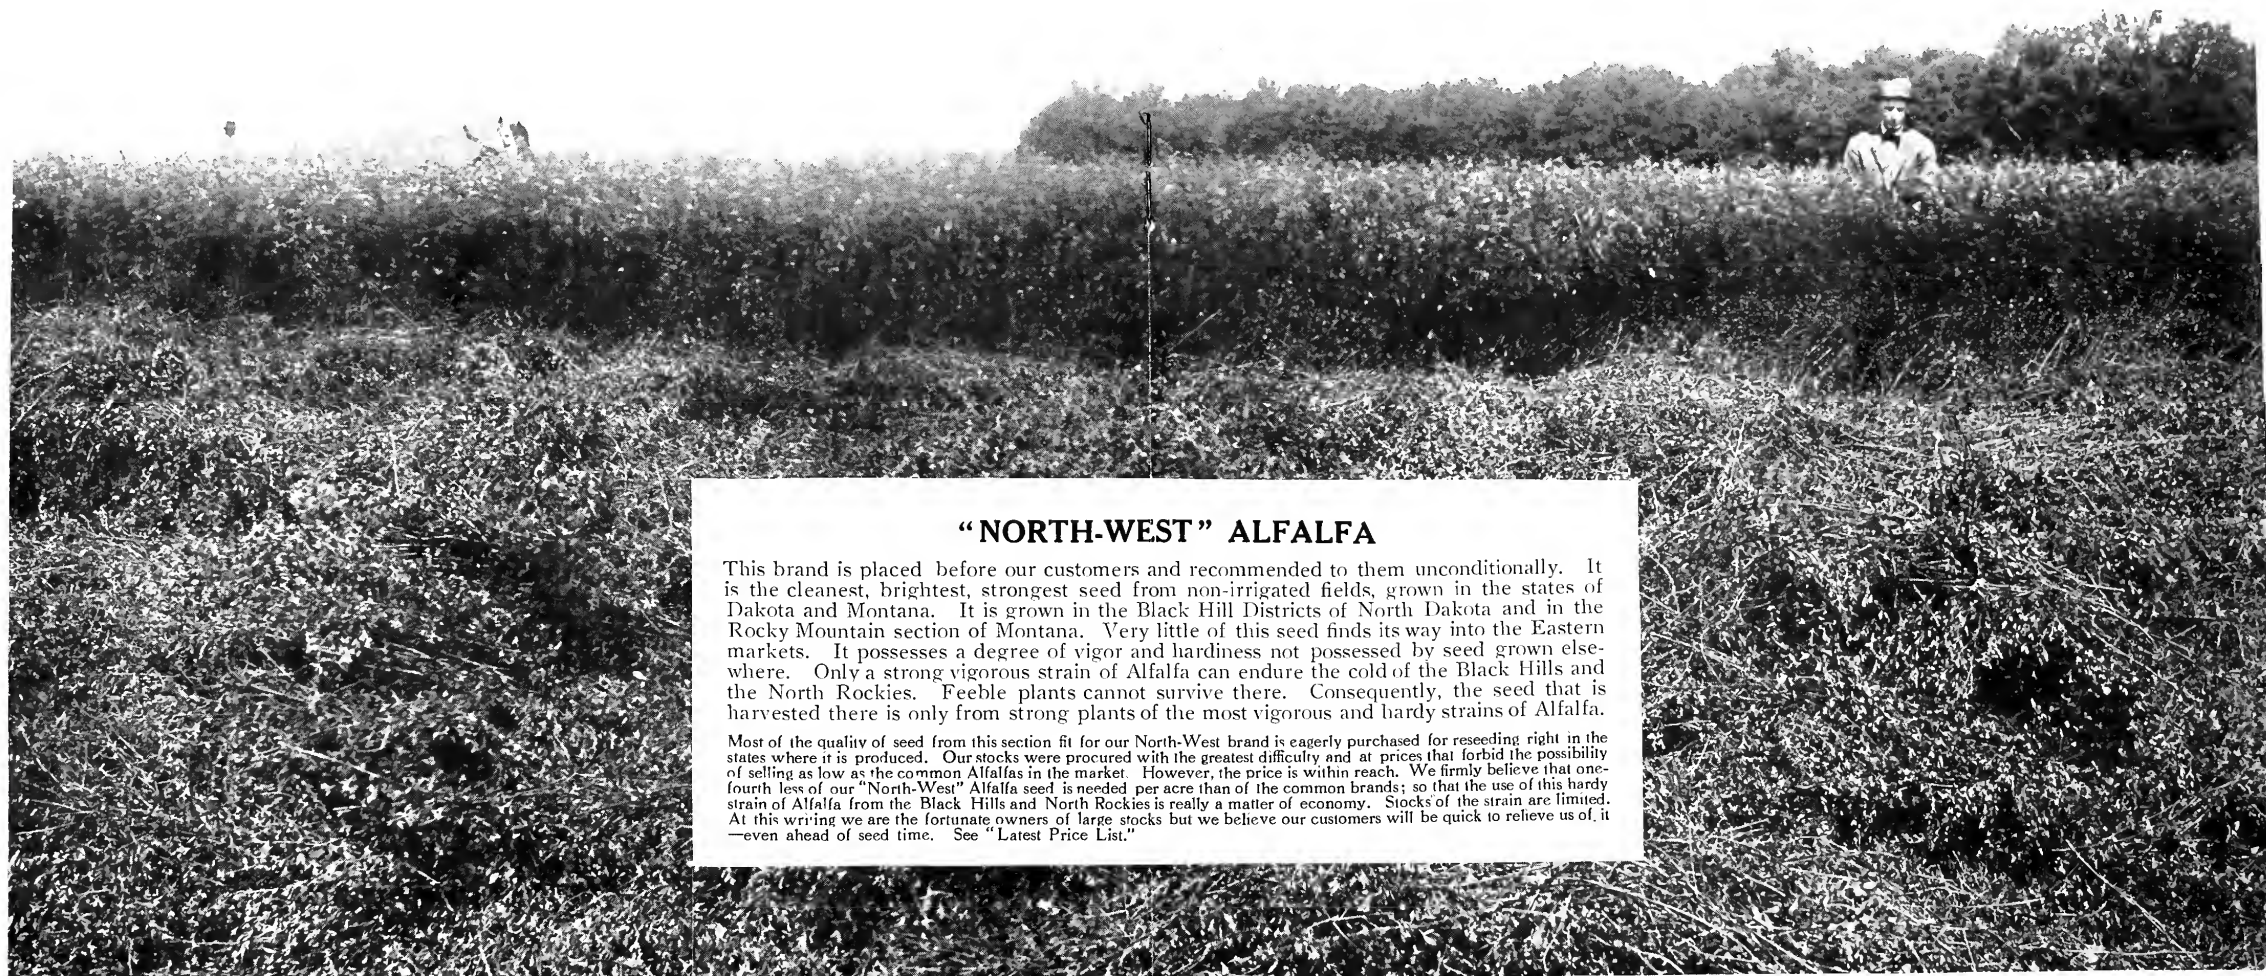 “NORTH-WEST” ALFALFA
This brand is placed before our customers and recommended to them unconditionally. It
is the cleanest, brightest, strongest seed from non-irrigated fields, grown in the states of
Dakota and Montana. It is grown in the Black Hill Districts of North Dakota and in the
Rocky Mountain section of Montana. Very little of this seed finds its way into the Eastern
markets. It possesses a degree of vigor and hardiness not possessed by seed grown else-
where. Only a strong vigorous strain of Alfalfa can endure the cold of the Black Hills and
the North Rockies. Feeble plants cannot survive there. Consequently, the seed that is
harvested there is only from strong plants of the most vigorous and hardy strains of Alfalfa.
Most of the quality of seed from this section fit for our North-West brand is eagerly purchased for reseeding right in the
states where it is produced. Our stocks were procured with the greatest difficulty and at prices that forbid the possibility
of selling as low as the common Alfalfas in the market. However, the price is within reach. We firmly believe that one-
fourth less of our “North-West” Alfalfa seed is needed per acre than of the common brands; so that the use of this hardy
strain of Alfalfa from the Black Hills and North Rockies is really a matter of economy. Stocks of the strain are limited.
At this writing we are the fortunate owners of large stocks but we believe our customers will be quick to relieve us of it
—even ahead of seed time. See “Latest Price List.”